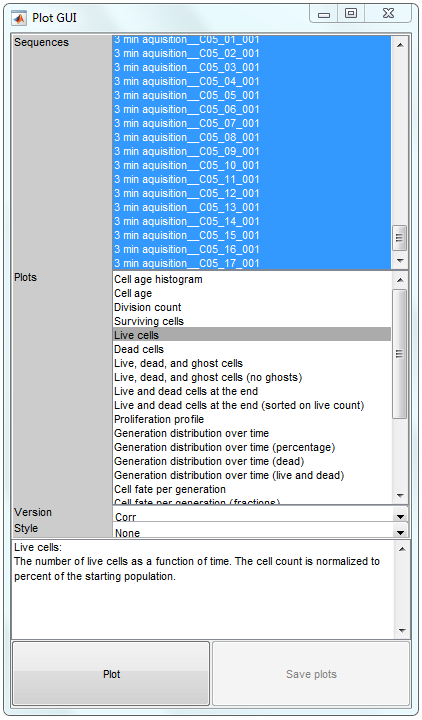 Plot GUI
Sequences
3 min aquisition__C05_01_001
3 min aquisition__C05_02_001
3 min aquisition__C05_03_001
3 min aquisition__C05_04_001
3 min aquisition__C05_05_001
3 min aquisition__C05_06_001
3 min aquisition__C05_07_001
3 min aquisition__C05_08_001
3 min aquisition__C05_09_001
3 min aquisition__C05_10_001
3 min aquisition__C05_11_001
3 min aquisition__C05_12_001
3 min aquisition__C05_13_001
3 min aquisition__C05_14_001
3 min aquisition__C05_15_001
3 min aquisition__C05_16_001
3 min aquisition__C05_17_001
Plots
Cell age histogram
Cell age
Division count
Surviving cells
Live cells
Dead cells
Live, dead, and ghost cells
Live, dead, and ghost cells (no ghosts)
Live and dead cells at the end
Live and dead cells at the end (sorted on live count)
Proliferation profile
Generation distribution over time
Generation distribution over time (percentage)
Generation distribution over time (dead)
Generation distribution over time (live and dead)
Cell fate per generation
Cell fate per generation (fractions)
Version
Corr
Style
None
Live cells:
The number of live cells as a function of time. The cell count is normalized to
percent of the starting population.
Plot
Save plots